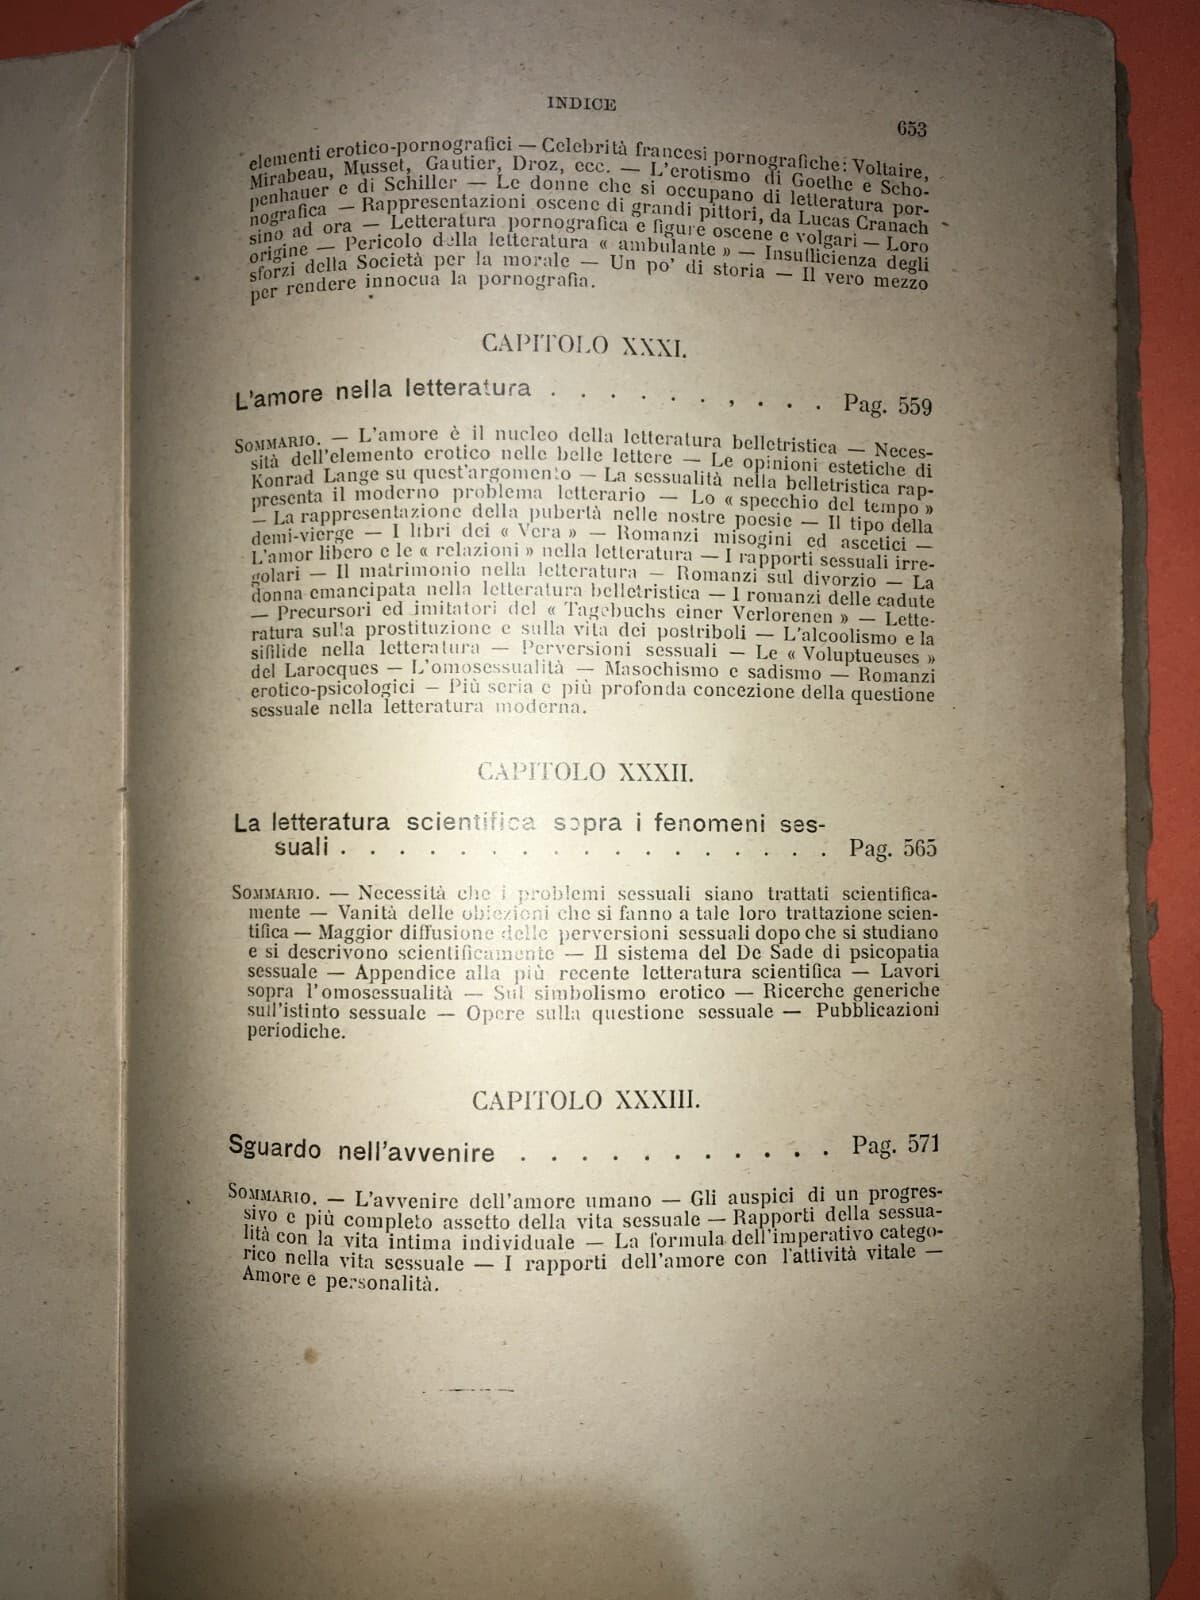 INDICE
653
elementi erotico-pornografici — Celebrità francesi pornografiche: Voltaire,
Mirabeau, Musset, Gautier, Droz, ecc. — L'erotismo di Goethe e Scho-
penhauer e di Schiller — Le donne che si occupano di letteratura por-
nografica — Rappresentazioni oscene di grandi pittori, da Lucas Cranach
sino ad ora — Letteratura pornografica e figure oscene e volgari — Loro
origine — Pericolo della letteratura « ambulante » — Insufficienza degli
sforzi della Società per la morale — Un po' di storia — Il vero mezzo
per rendere innocua la pornografia.
CAPITOLO XXXI.
L'amore nella letteratura . . . . . . , . . . Pag. 559
SOMMARIO. — L'amore è il nucleo della letteratura belletristica — Neces-
sità dell'elemento erotico nelle belle lettere — Le opinioni estetiche di
Konrad Lange su quest'argomento — La sessualità nella belletristica rap-
presenta il moderno problema letterario — Lo « specchio del tempo »
— La rappresentazione della pubertà nelle nostre poesie — Il tipo della
demi-vierge — I libri dei « Vera » — Romanzi misogini ed ascetici —
L'amor libero e le « relazioni » nella letteratura — I rapporti sessuali irre-
golari — Il matrimonio nella letteratura — Romanzi sul divorzio — La
donna emancipata nella letteratura belletristica — I romanzi delle cadute
— Precursori ed imitatori del « Tagebuchs einer Verlorenen » — Lette-
ratura sulla prostituzione e sulla vita dei postriboli — L'alcoolismo e la
sifilide nella letteratura — Perversioni sessuali — Le « Voluptueuses »
del Larocques — L'omosessualità — Masochismo e sadismo — Romanzi
erotico-psicologici — Più seria e più profonda concezione della questione
sessuale nella letteratura moderna.
CAPITOLO XXXII.
La letteratura scientifica sopra i fenomeni ses-
suali . . . . . . . . . . . . . . . . . Pag. 565
SOMMARIO. — Necessità che i problemi sessuali siano trattati scientifica-
mente — Vanità delle obiezioni che si fanno a tale loro trattazione scien-
tifica — Maggior diffusione delle perversioni sessuali dopo che si studiano
e si descrivono scientificamente — Il sistema del De Sade di psicopatia
sessuale — Appendice alla più recente letteratura scientifica — Lavori
sopra l'omosessualità — Sul simbolismo erotico — Ricerche generiche
sull'istinto sessuale — Opere sulla questione sessuale — Pubblicazioni
periodiche.
CAPITOLO XXXIII.
Sguardo nell'avvenire . . . . . . . . . . . Pag. 571
SOMMARIO. — L'avvenire dell'amore umano — Gli auspici di un progres-
sivo e più completo assetto della vita sessuale — Rapporti della sessua-
lità con la vita intima individuale — La formula dell'imperativo catego-
rico nella vita sessuale — I rapporti dell'amore con l'attività vitale —
Amore e personalità.